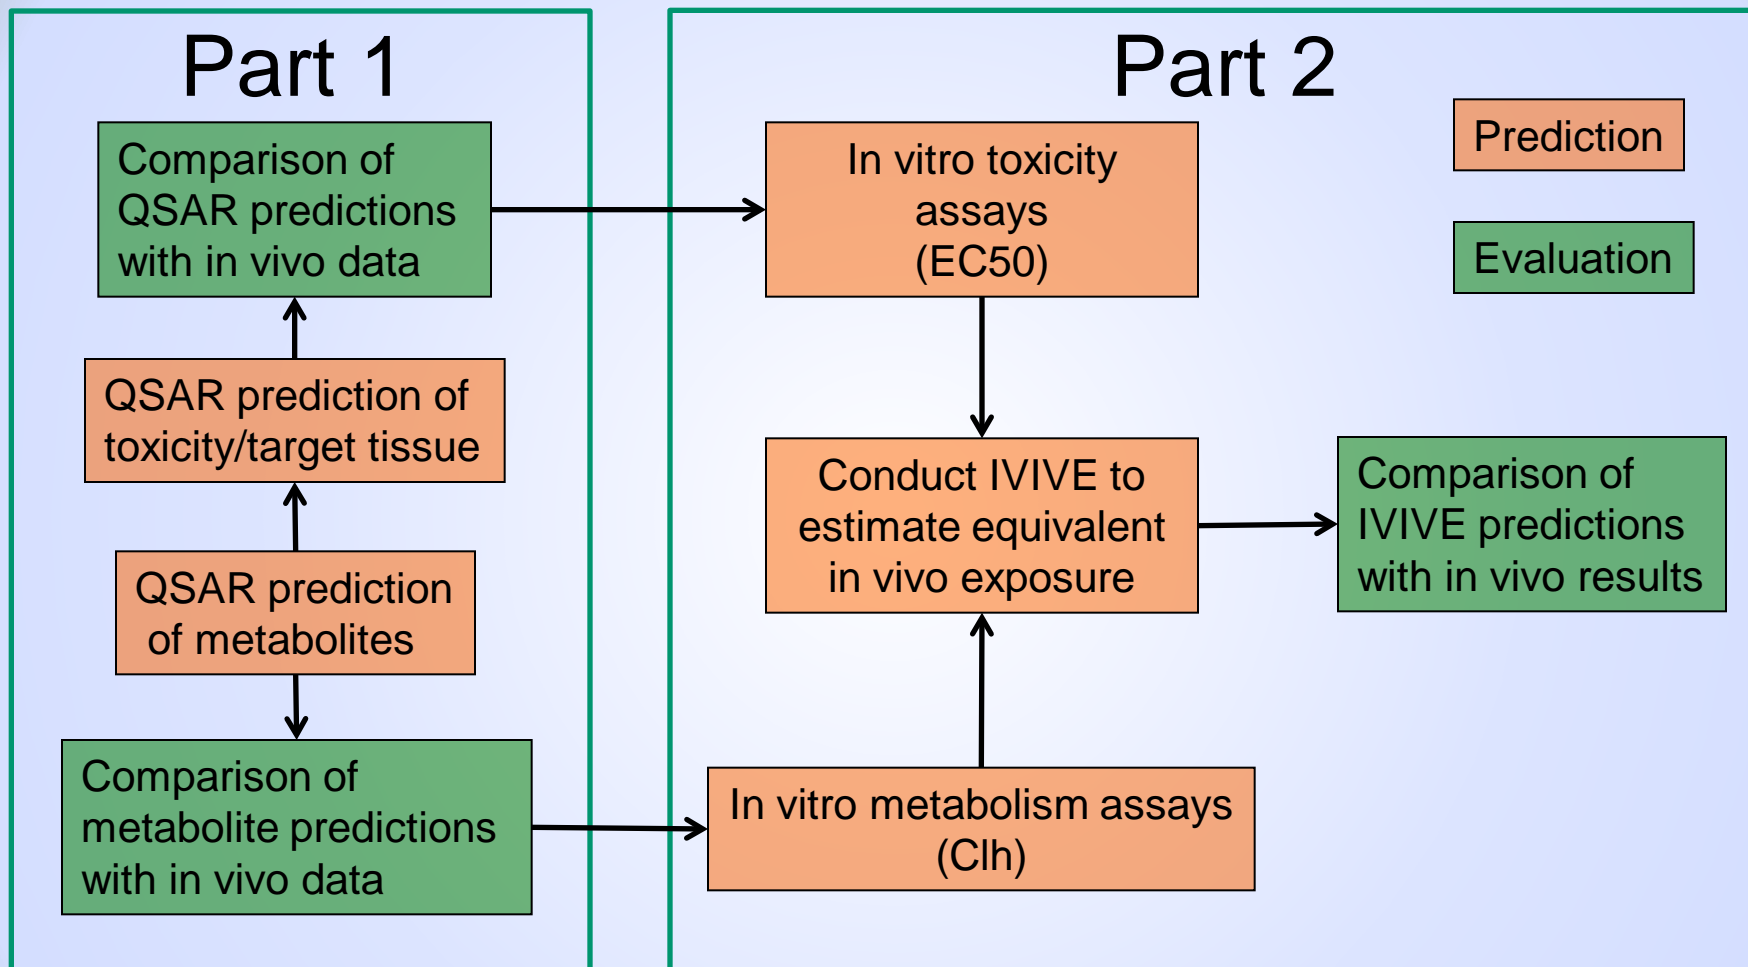 Part 1
Comparison of
QSAR predictions
with in vivo data
QSAR prediction of
toxicity/target tissue
QSAR prediction
of metabolites
Comparison of
metabolite predictions
with in vivo data
Part 2
In vitro toxicity
assays
(EC50)
Conduct IVIVE to
estimate equivalent
in vivo exposure
In vitro metabolism assays
(Clh)
Prediction
Evaluation
Comparison of
IVIVE predictions
with in vivo results